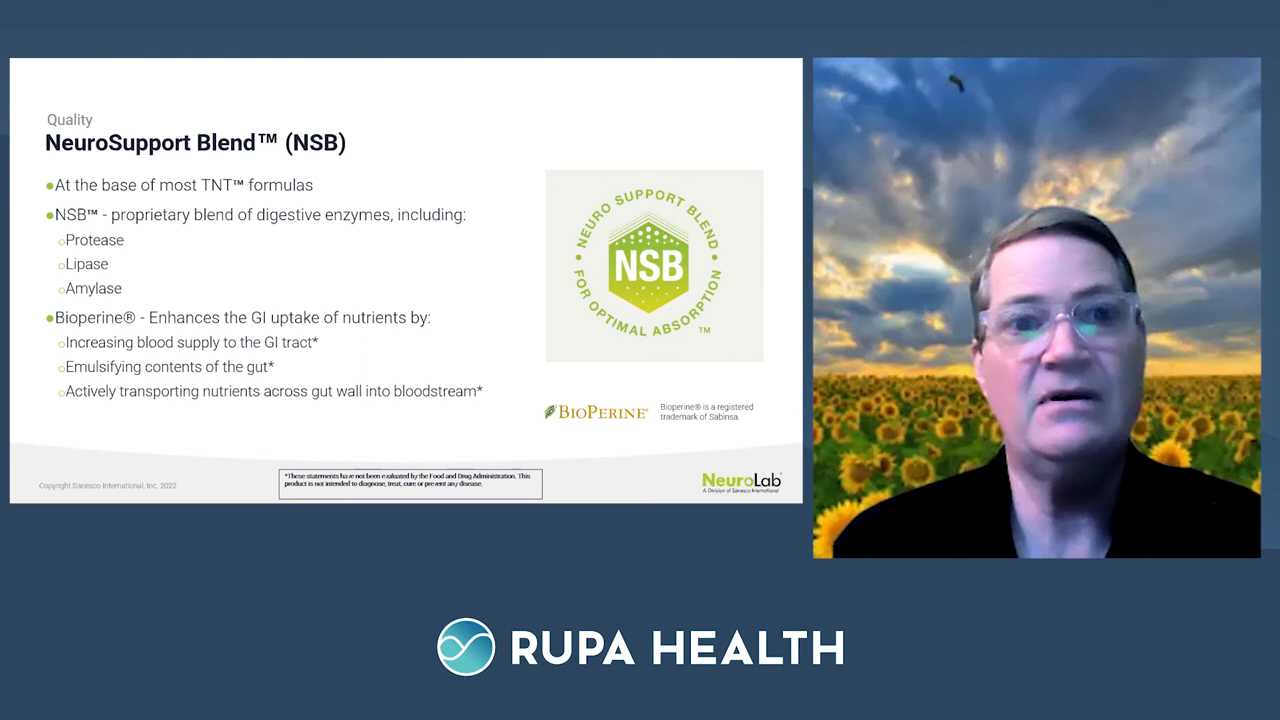 Quality
NeuroSupport Blend™ (NSB)
●At the base of most TNT™ formulas
●NSB™ - proprietary blend of digestive enzymes, including:
○Protease
○Lipase
○Amylase
●Bioperine® - Enhances the GI uptake of nutrients by:
○Increasing blood supply to the GI tract*
○Emulsifying contents of the gut*
○Actively transporting nutrients across gut wall into bloodstream*
• NEURO SUPPORT BLEND •
NSB
FOR OPTIMAL ABSORPTION
™
BIOPERINE®
Bioperine® is a registered
trademark of Sabinsa.
Copyright Sanesco International, Inc. 2022
*These statements have not been evaluated by the Food and Drug Administration. This
product is not intended to diagnose, treat, cure or prevent any disease.
NeuroLab®
A Division of Sanesco International
RUPA HEALTH